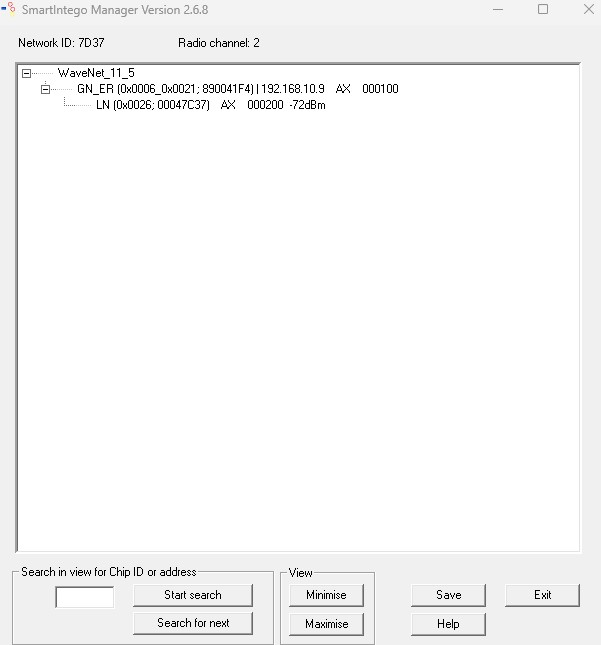 SmartIntego Manager Version 2.6.8
Network ID: 7D37 Radio channel: 2
WaveNet_11_5
GN_ER (0x0006_0x0021; 890041F4) | 192.168.10.9 AX 000100
LN (0x0026; 00047C37) AX 000200 -72dBm
Search in view for Chip ID or address
Start search
Search for next
View
Minimise
Maximise
Save
Help
Exit